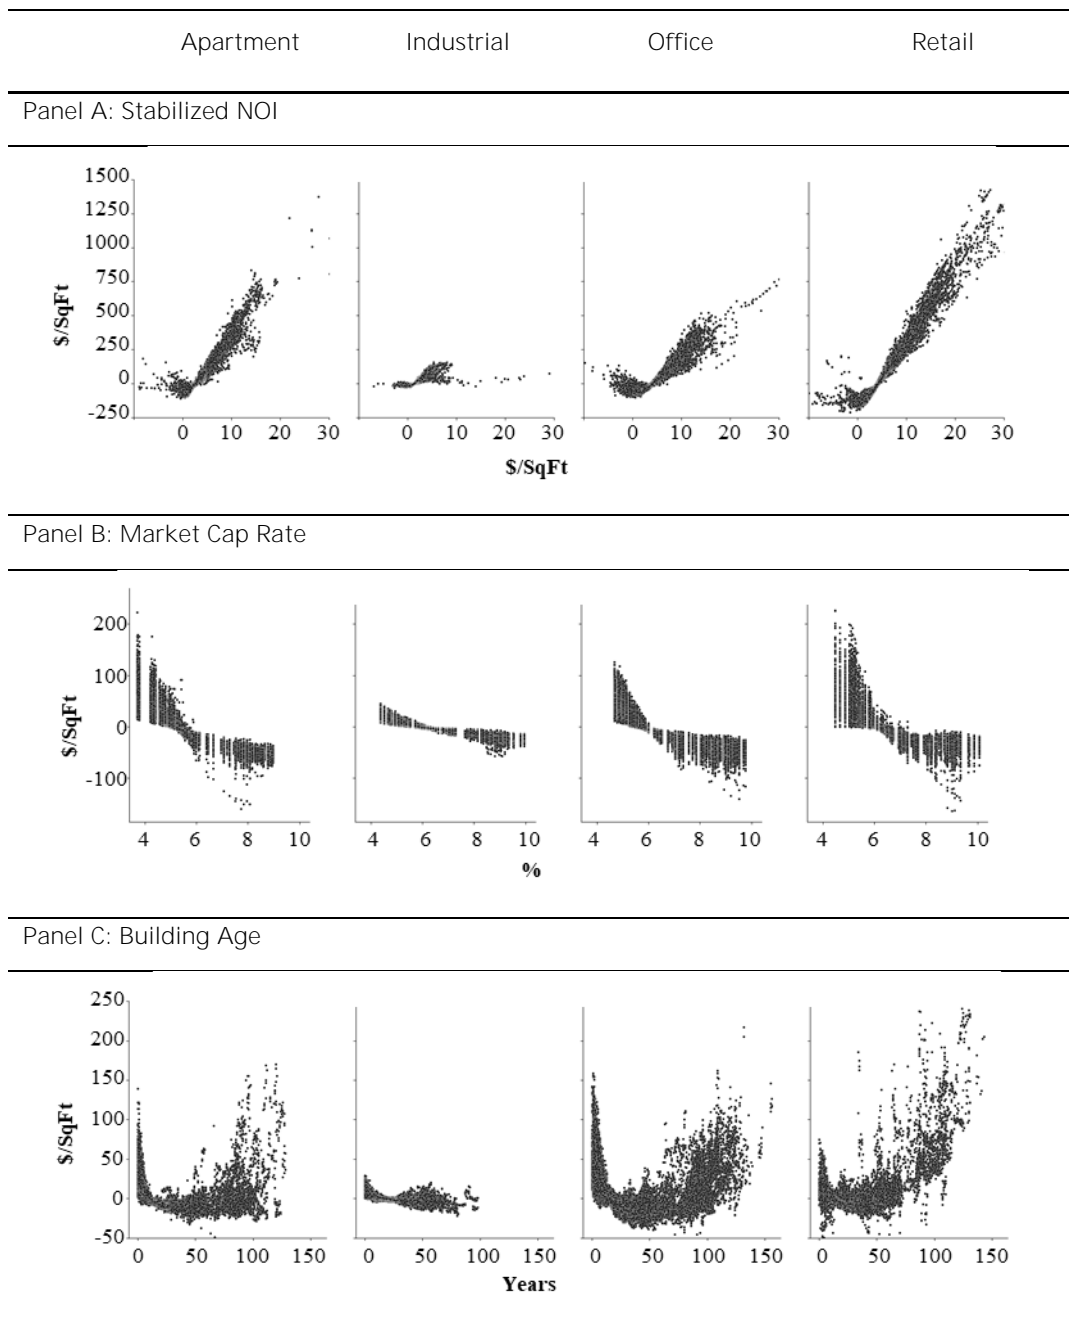 Apartment Industrial Office Retail
Panel A: Stabilized NOI
1500
1250
1000
750
500
250
0
-250
$/SqFt
0 10 20 30 0 10 20 30 0 10 20 30 0 10 20 30
$/SqFt
Panel B: Market Cap Rate
200
100
0
-100
$/SqFt
4 6 8 10 4 6 8 10 4 6 8 10 4 6 8 10
%
Panel C: Building Age
250
200
150
100
50
0
-50
$/SqFt
0 50 100 150 0 50 100 150 0 50 100 150 0 50 100 150
Years